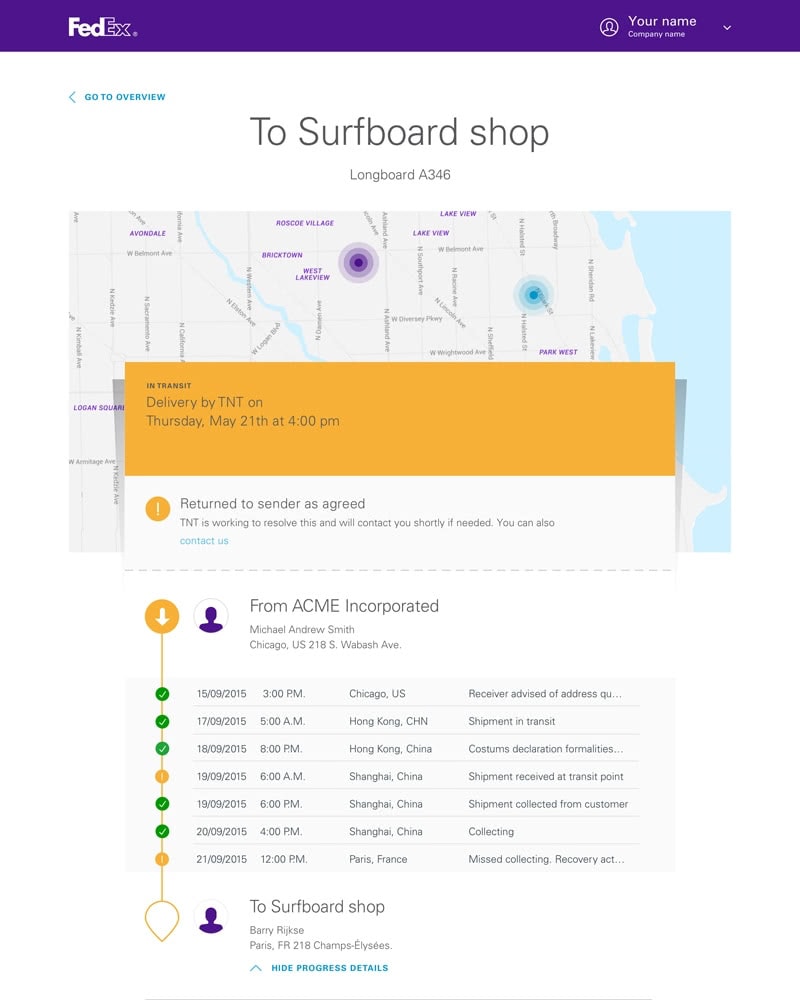 FedEx®
Your name
Company name
GO TO OVERVIEW
To Surfboard shop
Longboard A346
ROSCOE VILLAGE
LAKE VIEW
AVONDALE
LAKE VIEW
W Belmont Ave
W Belmont Ave
BRICKTOWN
WEST
LAKEVIEW
N Southport Ave
N Halsted St
N Sheridan Rd
N Western Ave
N Racine Ave
N Kedzie Ave
N Sacramento Ave
N Elston Ave
N Lincoln Ave
N Ashland Ave
W Diversey Pkwy
N Halsted St
N Kimball Ave
N California A
W Logan Blvd
N Lakeview
W Wrightwood Ave
PARK WEST
LOGAN SQUARE
W Armitage Ave
N Kedzie Ave
IN TRANSIT
Delivery by TNT on
Thursday, May 21th at 4:00 pm
Returned to sender as agreed
TNT is working to resolve this and will contact you shortly if needed. You can also
contact us
From ACME Incorporated
Michael Andrew Smith
Chicago, US 218 S. Wabash Ave.
15/09/2015 3:00 P.M. Chicago, US Receiver advised of address qu...
17/09/2015 5:00 A.M. Hong Kong, CHN Shipment in transit
18/09/2015 8:00 P.M. Hong Kong, China Costums declaration formalities...
19/09/2015 6:00 A.M. Shanghai, China Shipment received at transit point
19/09/2015 6:00 P.M. Shanghai, China Shipment collected from customer
20/09/2015 4:00 P.M. Shanghai, China Collecting
21/09/2015 12:00 P.M. Paris, France Missed collecting. Recovery act...
To Surfboard shop
Barry Rijkse
Paris, FR 218 Champs-Élysées.
HIDE PROGRESS DETAILS